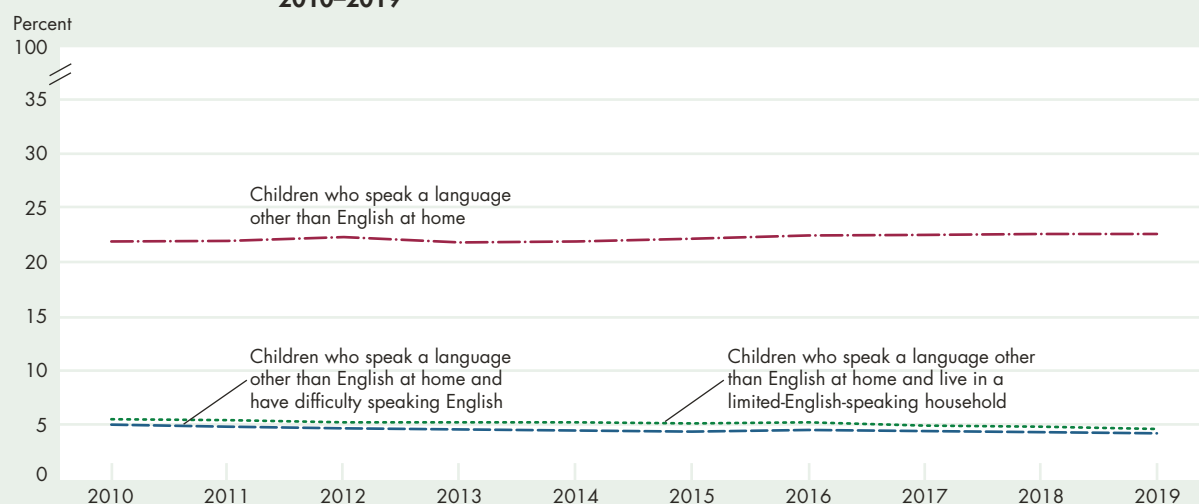 2010–2019
Percent
100
35
30
25
20
15
10
5
0
Children who speak a language
other than English at home
Children who speak a language
other than English at home and
have difficulty speaking English
Children who speak a language other
than English at home and live in a
limited-English-speaking household
2010 2011 2012 2013 2014 2015 2016 2017 2018 2019